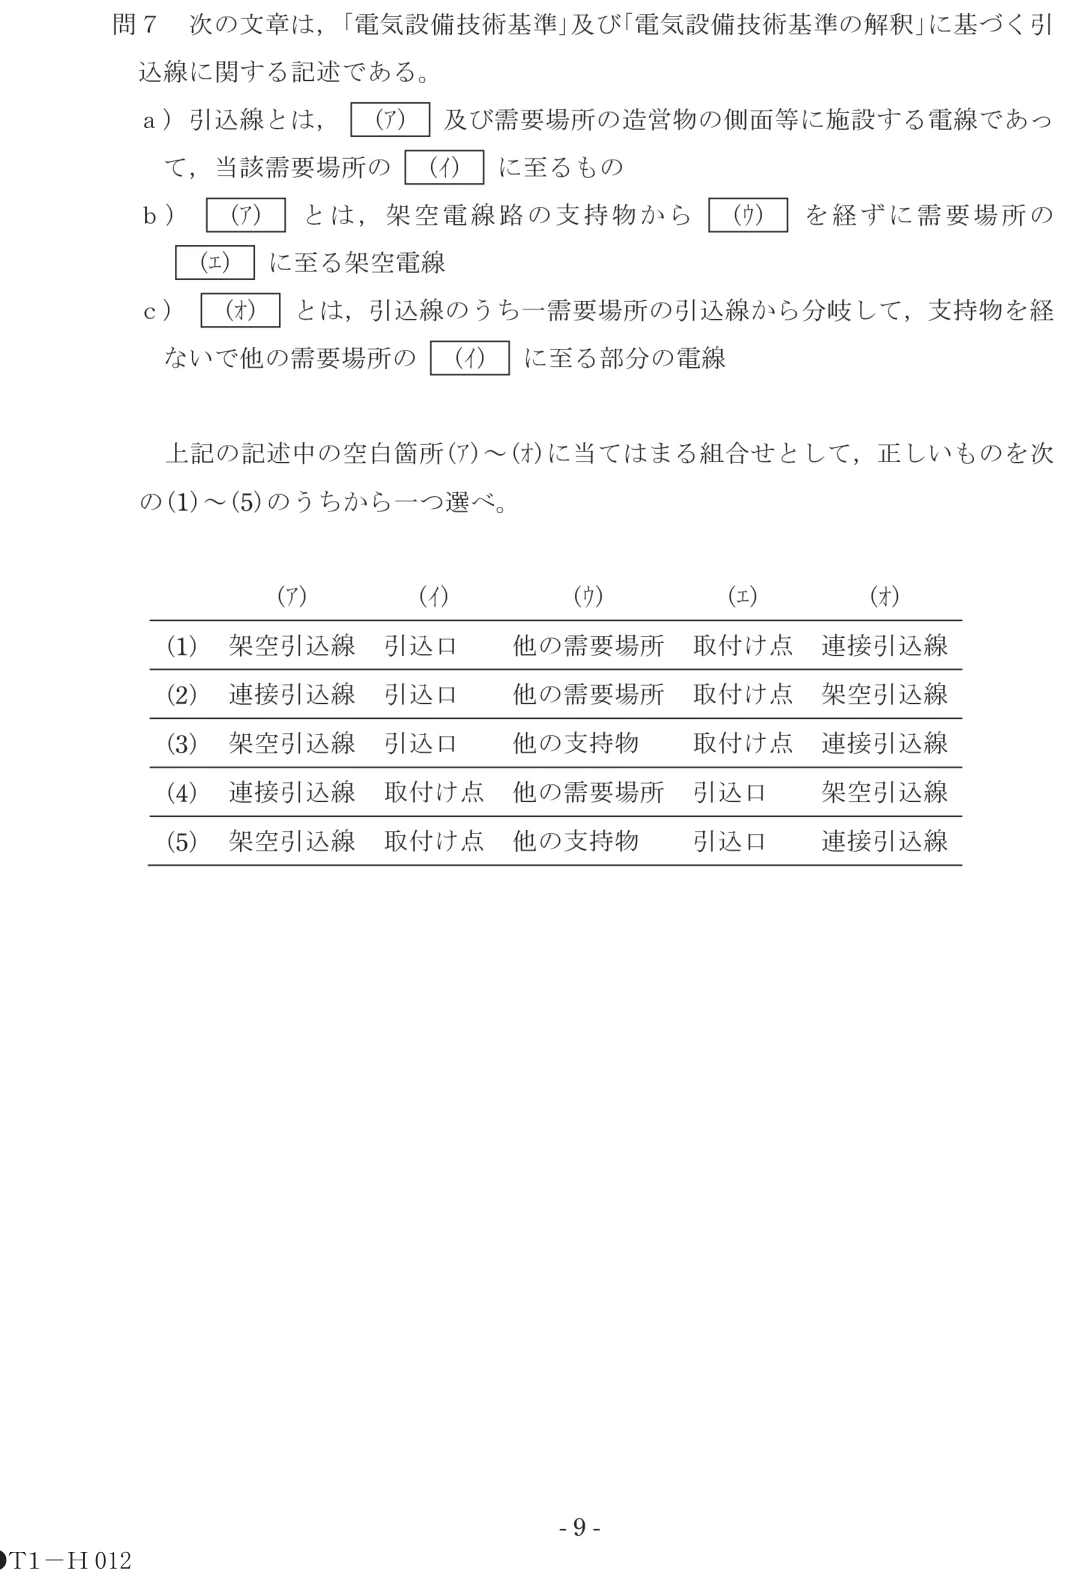 問７　次の文章は，「電気設備技術基準」及び「電気設備技術基準の解釈」に基づく引
込線に関する記述である。
ａ）引込線とは，(ア)及び需要場所の造営物の側面等に施設する電線であっ
て，当該需要場所の(イ)に至るもの
ｂ）(ア)とは，架空電線路の支持物から(ウ)を経ずに需要場所の
(エ)に至る架空電線
ｃ）(オ)とは，引込線のうち一需要場所の引込線から分岐して，支持物を経
ないで他の需要場所の(イ)に至る部分の電線
上記の記述中の空白箇所(ア)～(オ)に当てはまる組合せとして，正しいものを次
の(1)～(5)のうちから一つ選べ。
(ア)　(イ)　(ウ)　(エ)　(オ)
(1)　架空引込線　引込口　他の需要場所　取付け点　連接引込線
(2)　連接引込線　引込口　他の需要場所　取付け点　架空引込線
(3)　架空引込線　引込口　他の支持物　取付け点　連接引込線
(4)　連接引込線　取付け点　他の需要場所　引込口　架空引込線
(5)　架空引込線　取付け点　他の支持物　引込口　連接引込線
- 9 -
●T1－H 012